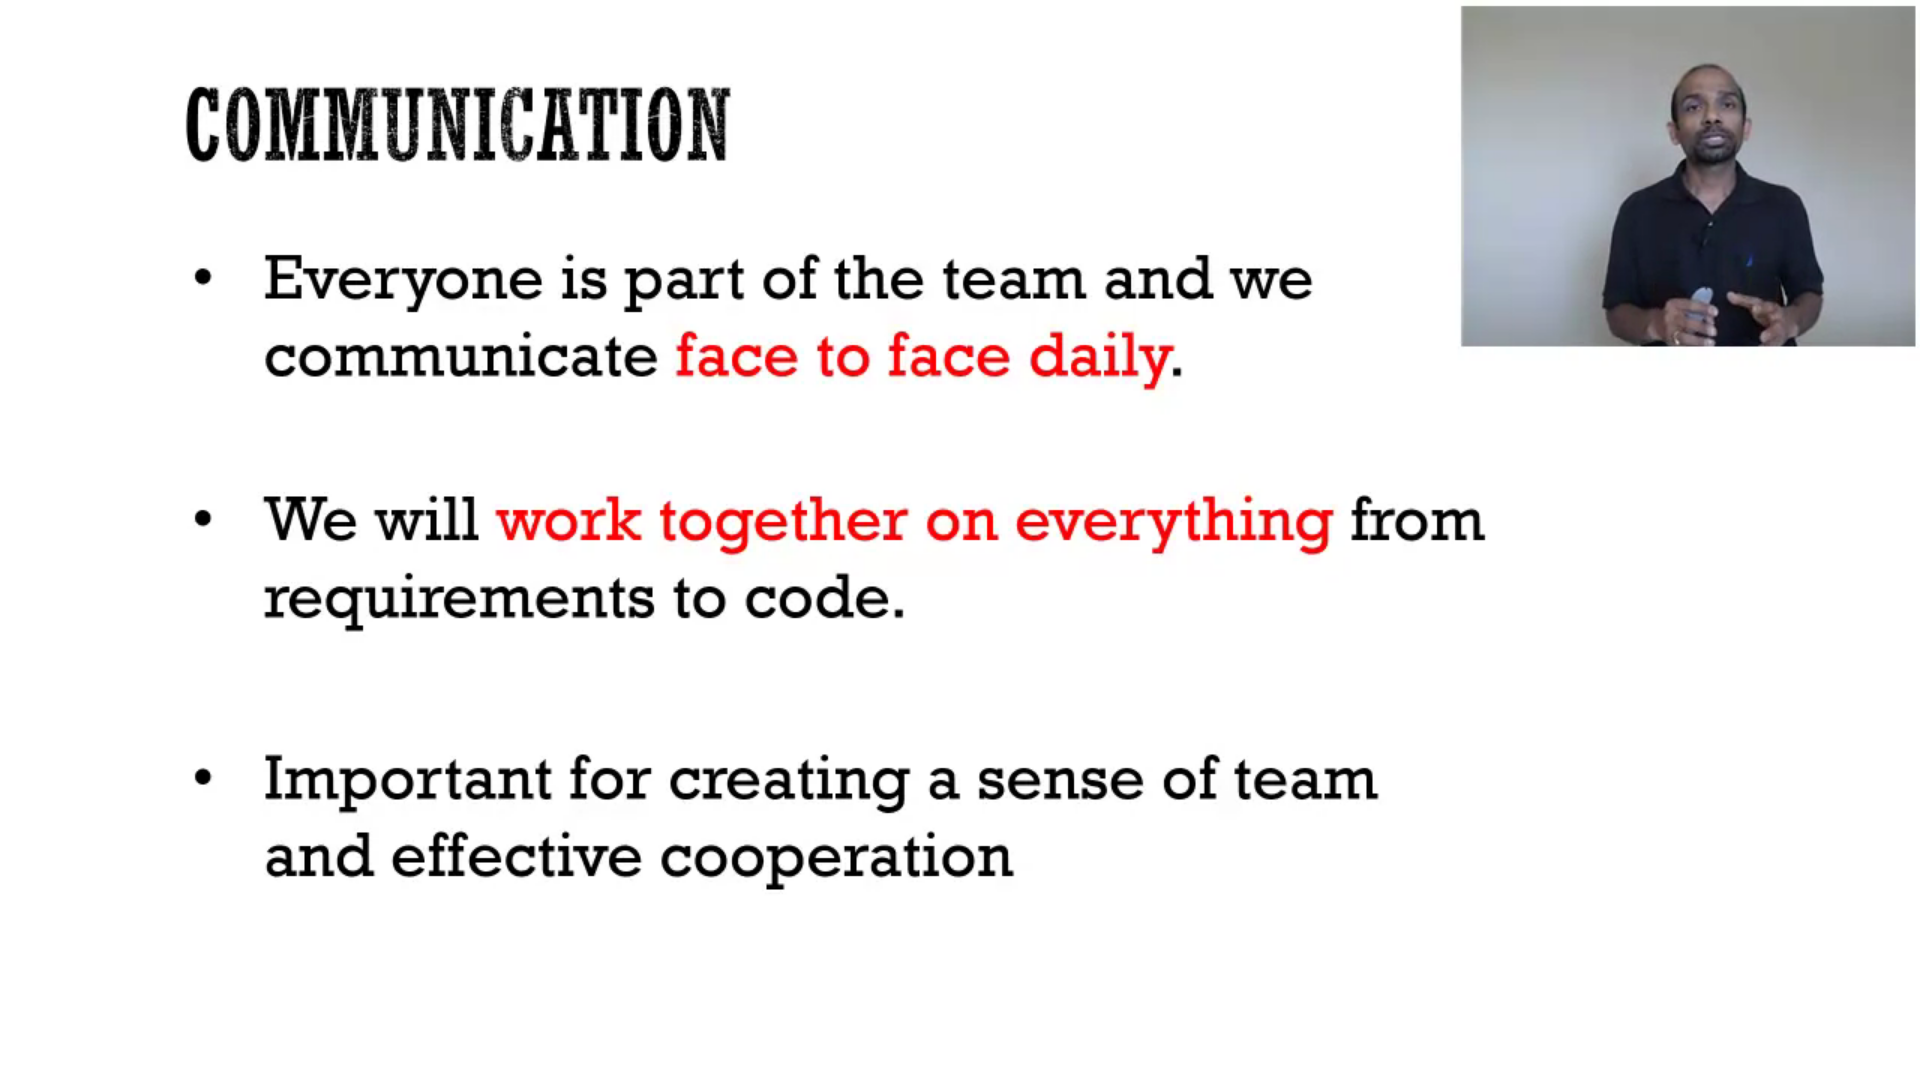 COMMUNICATION
• Everyone is part of the team and we
communicate face to face daily.
• We will work together on everything from
requirements to code.
• Important for creating a sense of team
and effective cooperation